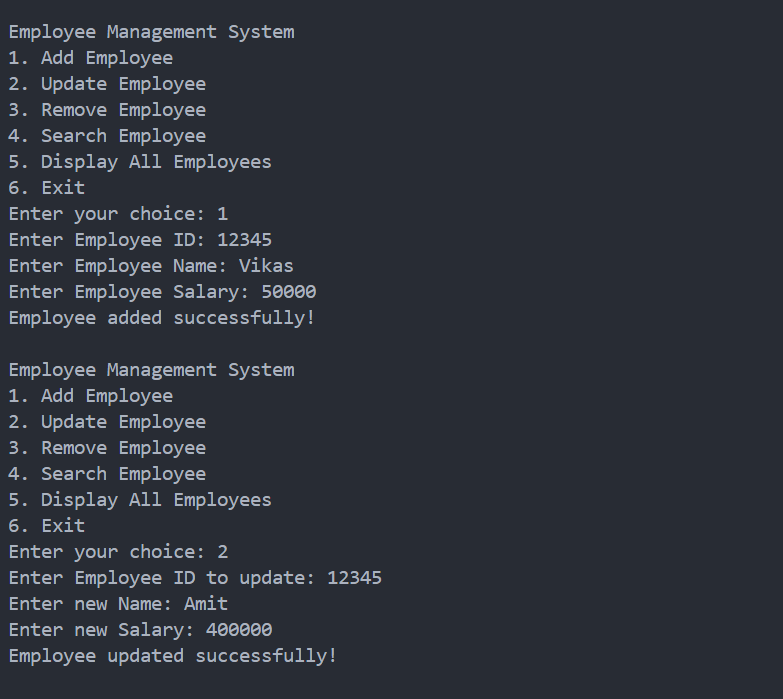 Employee Management System
1. Add Employee
2. Update Employee
3. Remove Employee
4. Search Employee
5. Display All Employees
6. Exit
Enter your choice: 1
Enter Employee ID: 12345
Enter Employee Name: Vikas
Enter Employee Salary: 50000
Employee added successfully!

Employee Management System
1. Add Employee
2. Update Employee
3. Remove Employee
4. Search Employee
5. Display All Employees
6. Exit
Enter your choice: 2
Enter Employee ID to update: 12345
Enter new Name: Amit
Enter new Salary: 400000
Employee updated successfully!